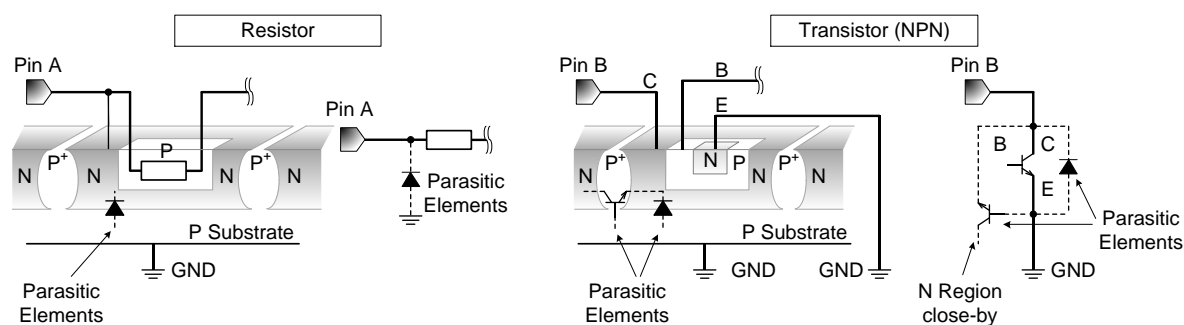 Resistor
Transistor (NPN)
Pin A
Pin A
Pin B
Pin B
C
B
E
N
P+
N
P
N
P+
N
Parasitic
Elements
P Substrate
GND
Parasitic
Elements
N
P+
N
N
P
N
P+
N
P Substrate
GND
GND
Parasitic
Elements
B
C
E
Parasitic
Elements
GND
N Region
close-by